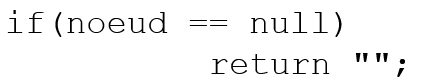 if(noeud == null)
return "";